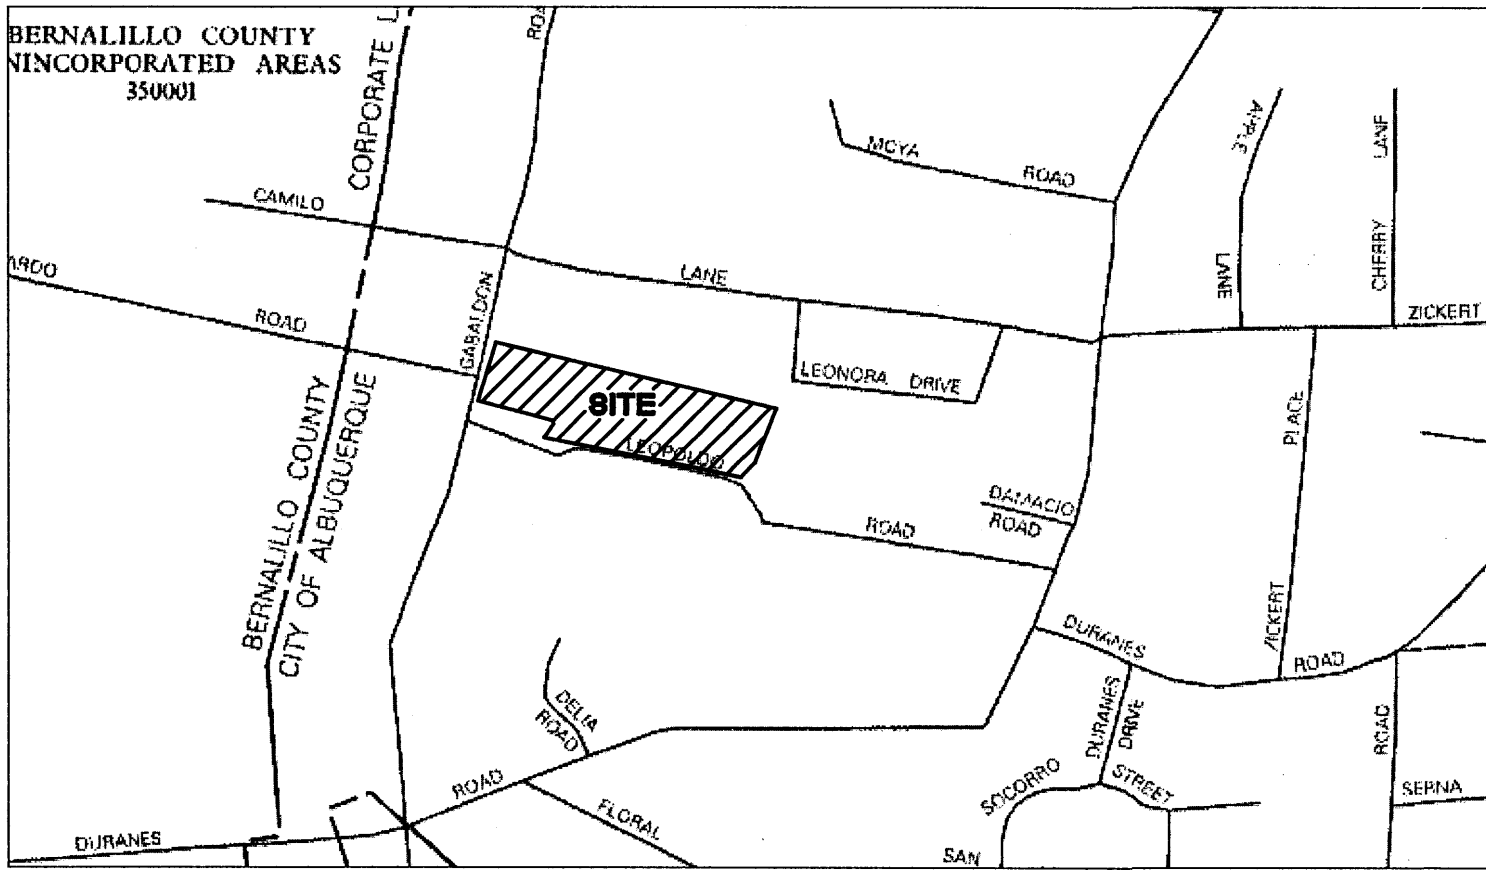 BERNALILLO COUNTY
NINCORPORATED AREAS
350001
CORPORATE L
ROA
MOYA ROAD
APPLE LANE
CHERRY LANE
CAMILO LANE
ARDO ROAD
GABALDON
ZICKERT
LEONORA DRIVE
SITE
LEOPOLDO ROAD
PLACE
ZICKERT
DAMACIO
ROAD
BERNALILLO COUNTY
CITY OF ALBUQUERQUE
DURANES ROAD
DURANES
DRIVE
DELIA
ROAD
ROAD
SOCORRO STREET
ROAD
SERNA
FLORAL
DURANES
SAN